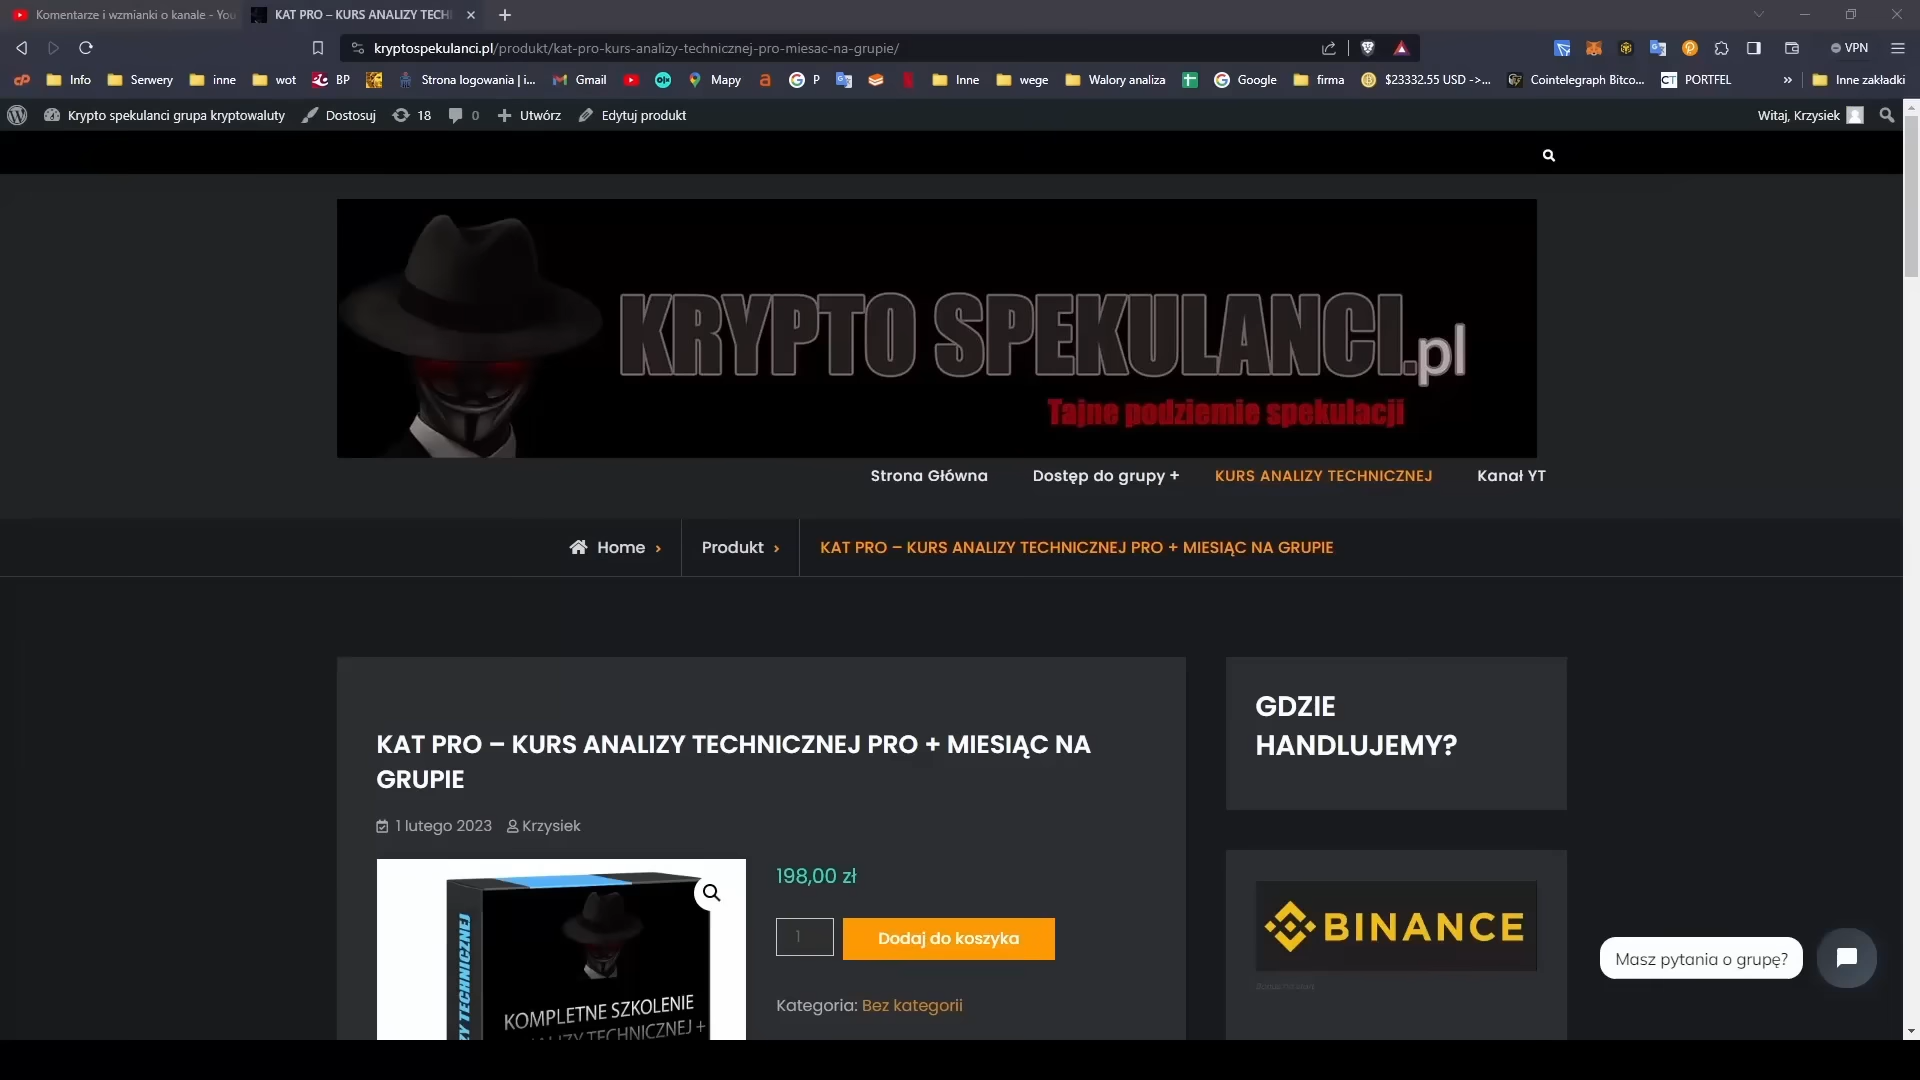 Komentarze i wzmianki o kanale - You
KAT PRO – KURS ANALIZY TECH
kryptospekulanci.pl/produkt/kat-pro-kurs-analizy-technicznej-pro-miesac-na-grupie/
VPN
Info
Serwery
inne
wot
BP
Strona logowania | i...
Gmail
Mapy
P
Inne
wege
Walory analiza
Google
firma
$23332.55 USD ->...
Cointelegraph Bitco...
PORTFEL
»
Inne zakładki
Krypto spekulanci grupa kryptowaluty
Dostosuj
18
0
Utwórz
Edytuj produkt
Witaj, Krzysiek
KRYPTO SPEKULANCI.pl
Tajne podziemie spekulacji
Strona Główna
Dostęp do grupy +
KURS ANALIZY TECHNICZNEJ
Kanał YT
Home ›
Produkt ›
KAT PRO – KURS ANALIZY TECHNICZNEJ PRO + MIESIĄC NA GRUPIE
KAT PRO – KURS ANALIZY TECHNICZNEJ PRO + MIESIĄC NA
GRUPIE
1 lutego 2023
Krzysiek
KOMPLETNE SZKOLENIE
TECHNICZNEJ +
TECHNICZNEJ
198,00 zł
1
Dodaj do koszyka
Kategoria: Bez kategorii
GDZIE
HANDLUJEMY?
BINANCE
Masz pytania o grupę?